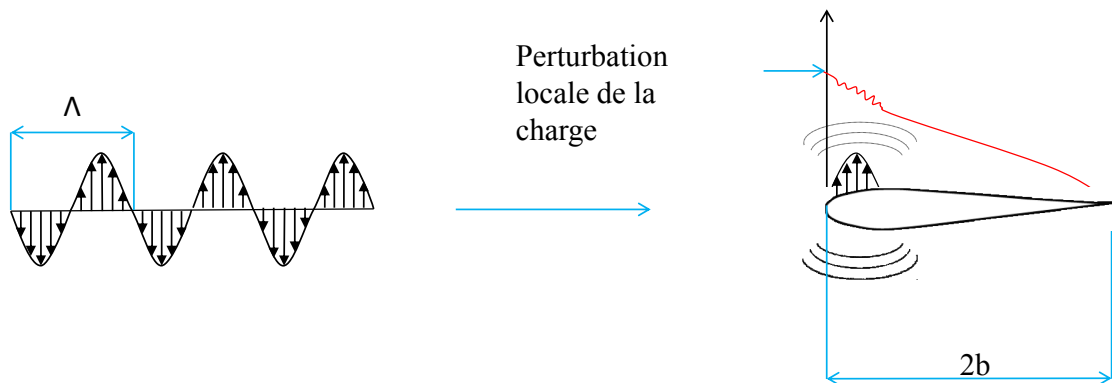 Λ
Perturbation
locale de la
charge
2b